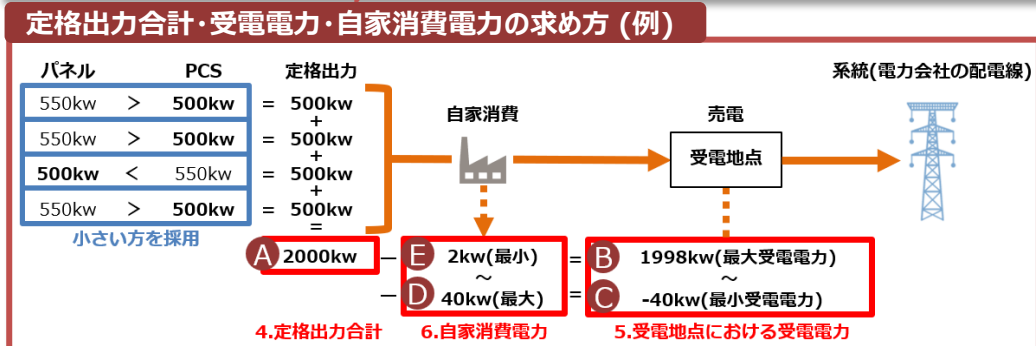 定格出力合計・受電電力・自家消費電力の求め方 (例)
パネル PCS 定格出力
系統(電力会社の配電線)
550kw > 500kw = 500kw
+
550kw > 500kw = 500kw
+
500kw < 550kw = 500kw
+
550kw > 500kw = 500kw
=
小さい方を採用
自家消費
売電
受電地点
A 2000kw － E 2kw(最小) = B 1998kw(最大受電電力)
～ ～
－ D 40kw(最大) = C -40kw(最小受電電力)
4.定格出力合計 6.自家消費電力 5.受電地点における受電電力